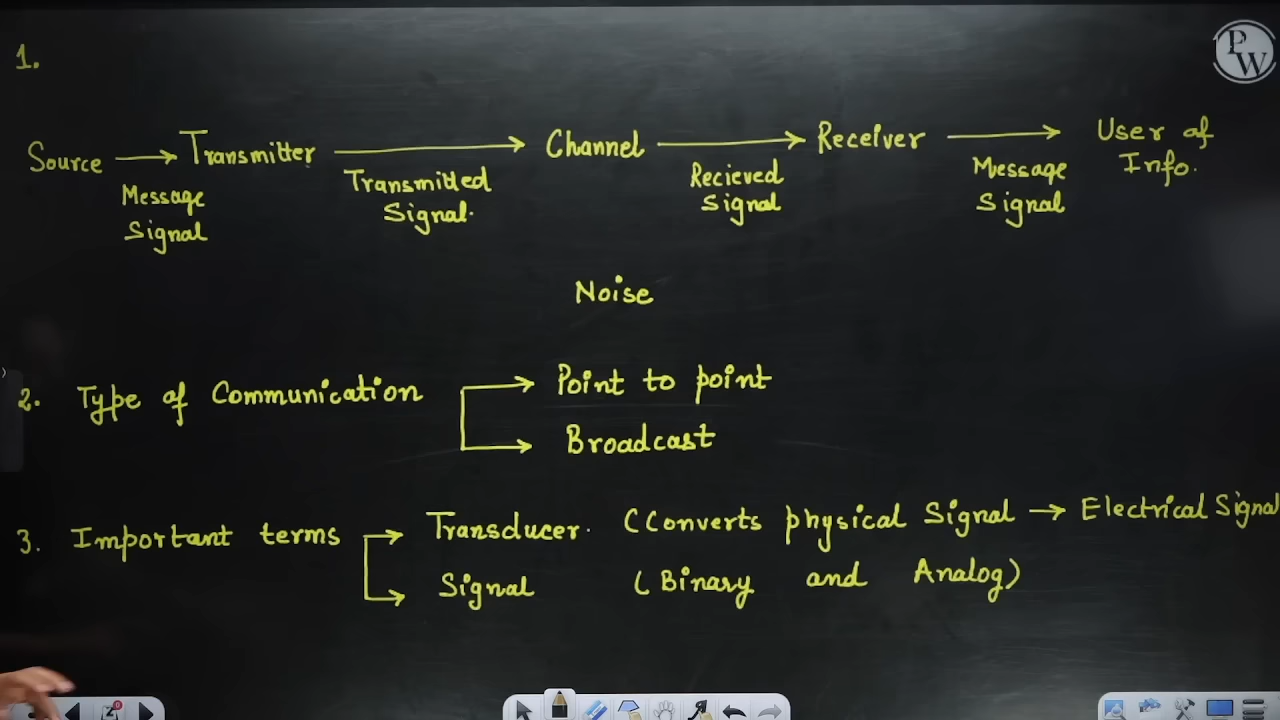 PW
1.
Source → Transmitter → Channel → Receiver → User of Info.
Message Signal
Transmitted Signal.
Recieved Signal
Message Signal
Noise
2. Type of Communication
Point to point
Broadcast
3. Important terms
Transducer. (Converts physical Signal → Electrical Signal
Signal (Binary and Analog)